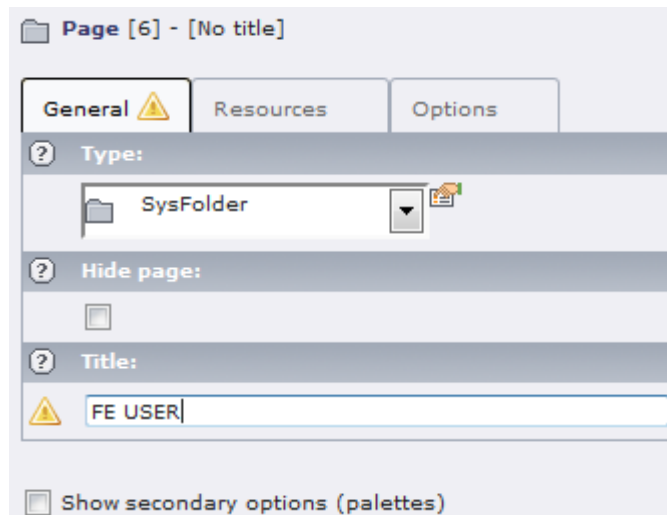 Page [6] - [No title]
General Resources Options
? Type:
SysFolder
? Hide page:
? Title:
FE USER
Show secondary options (palettes)